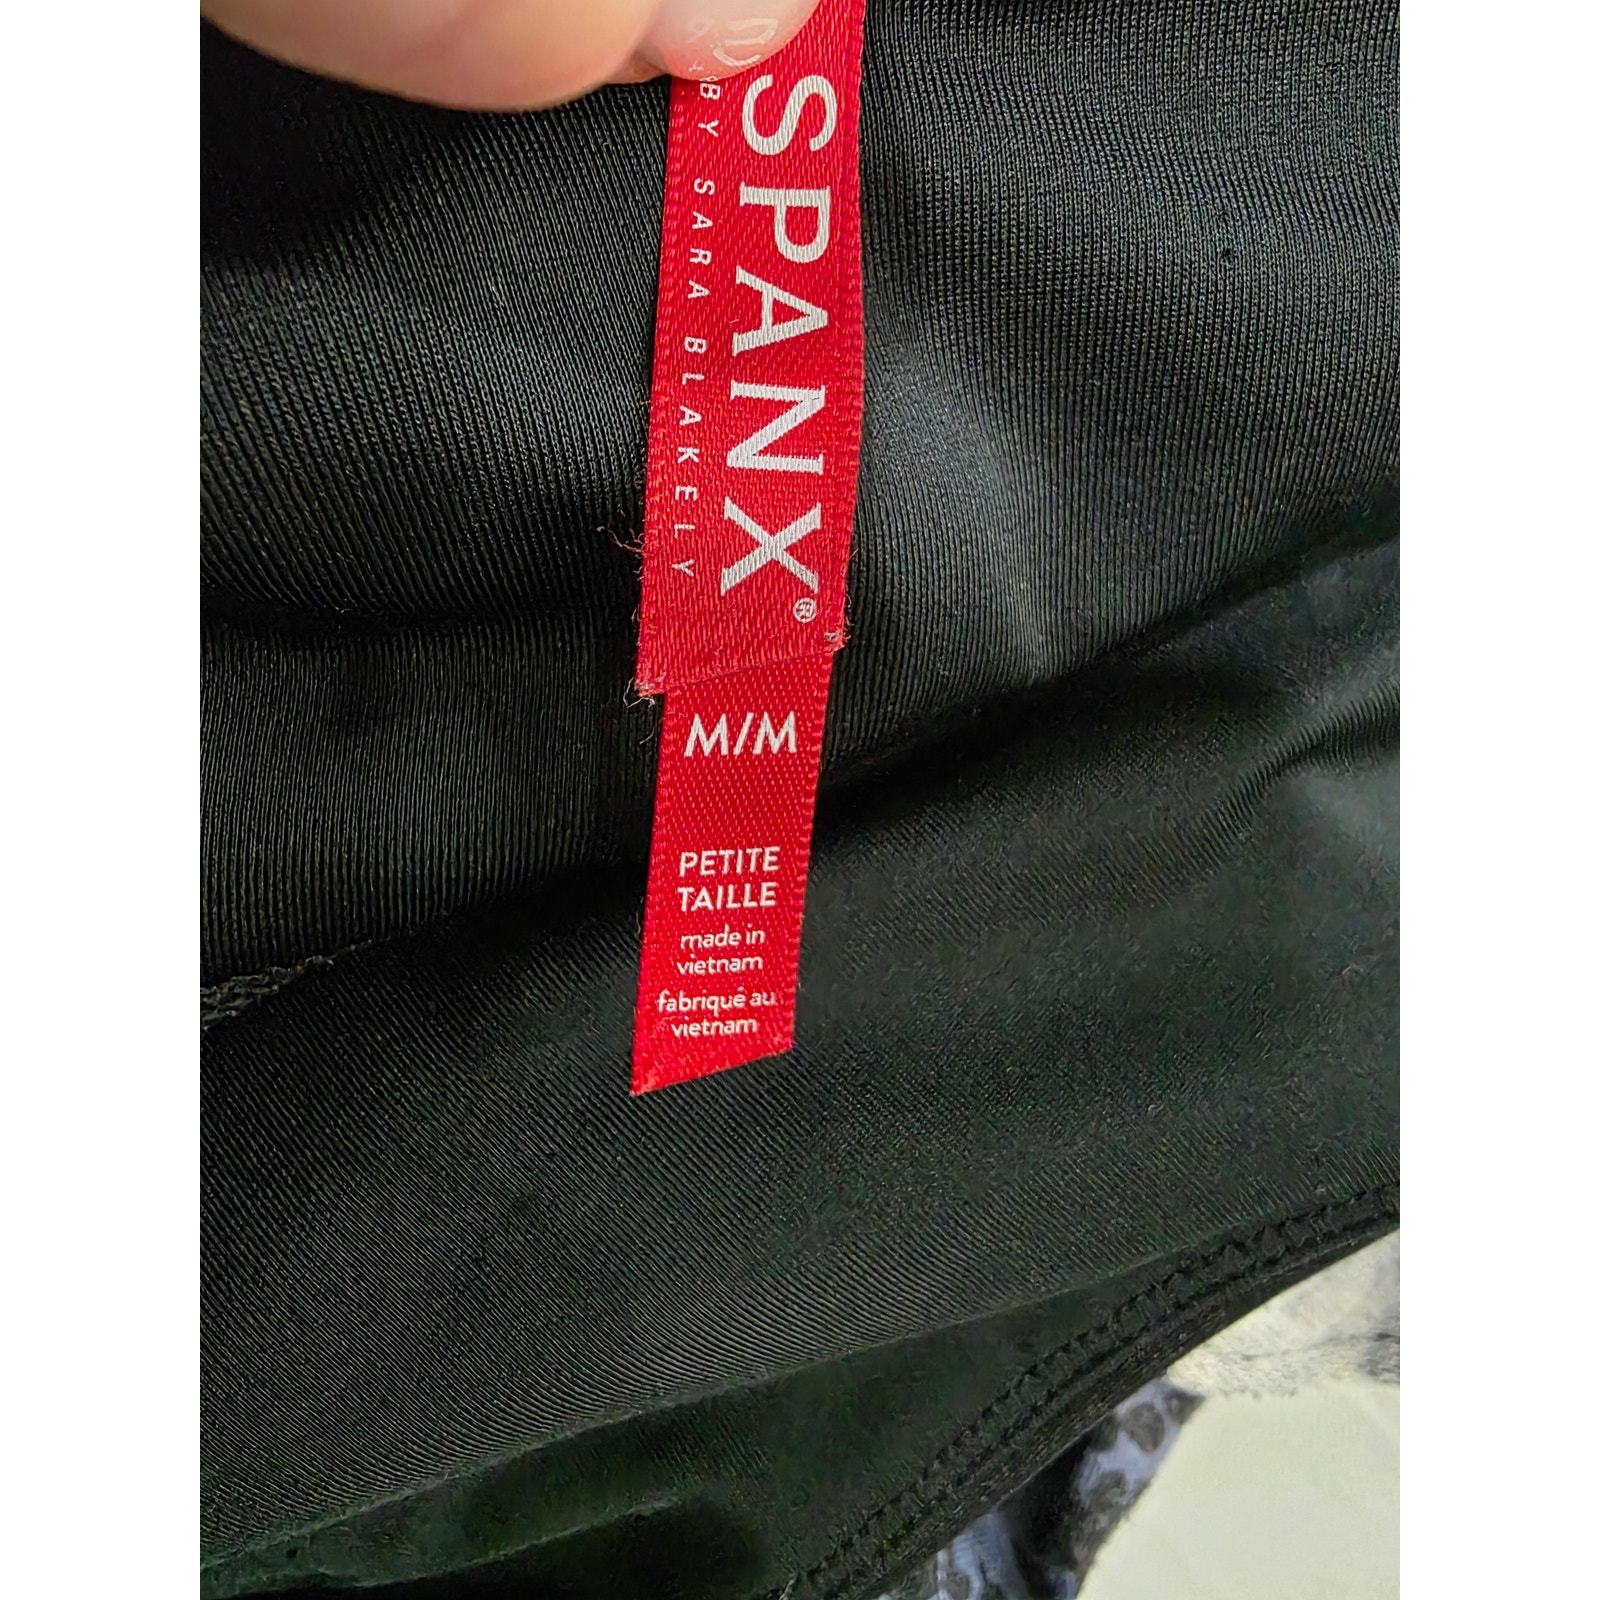 SPANX®
BY SARA BLAKELY
M/M
PETITE
TAILLE
made in
vietnam
fabriqué au
vietnam